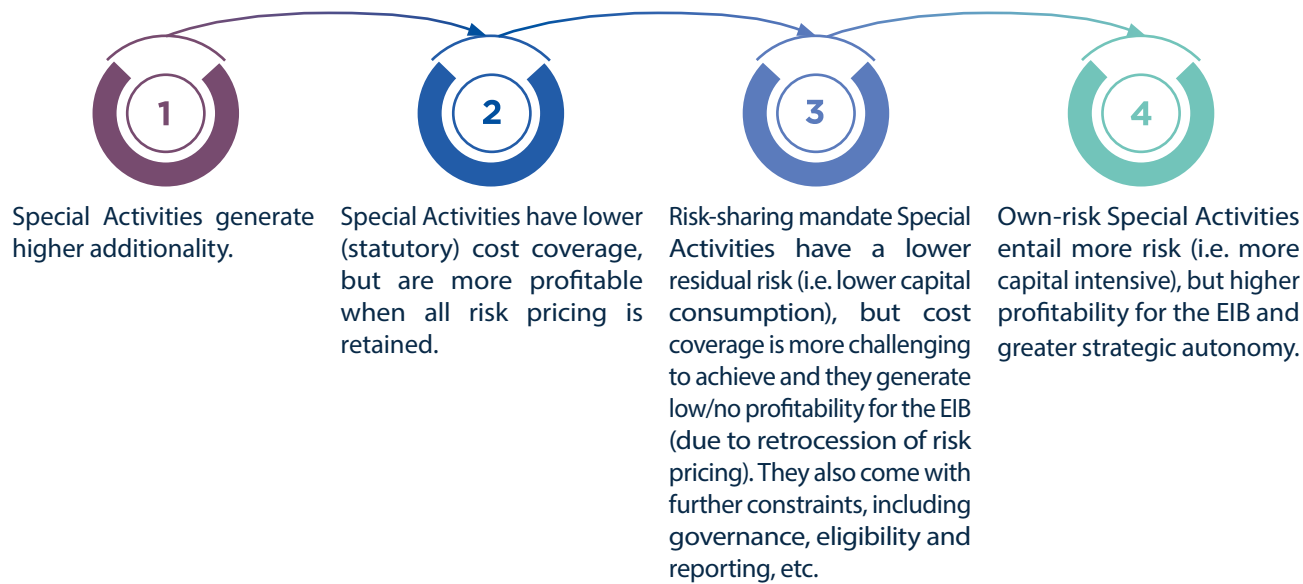 1
Special Activities generate
higher additionality.
2
Special Activities have lower
(statutory) cost coverage,
but are more profitable
when all risk pricing is
retained.
3
Risk-sharing mandate Special
Activities have a lower
residual risk (i.e. lower capital
consumption), but cost
coverage is more challenging
to achieve and they generate
low/no profitability for the EIB
(due to retrocession of risk
pricing). They also come with
further constraints, including
governance, eligibility and
reporting, etc.
4
Own-risk Special Activities
entail more risk (i.e. more
capital intensive), but higher
profitability for the EIB and
greater strategic autonomy.